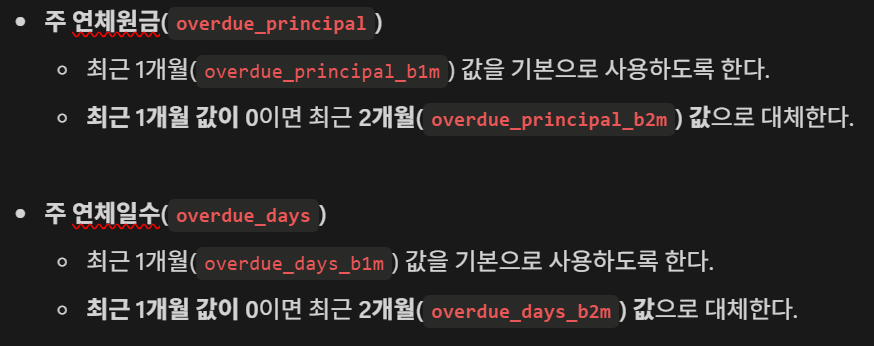 주 연체원금(overdue_principal)
최근 1개월(overdue_principal_b1m) 값을 기본으로 사용하도록 한다.
최근 1개월 값이 0이면 최근 2개월(overdue_principal_b2m) 값으로 대체한다.
주 연체일수(overdue_days)
최근 1개월(overdue_days_b1m) 값을 기본으로 사용하도록 한다.
최근 1개월 값이 0이면 최근 2개월(overdue_days_b2m) 값으로 대체한다.